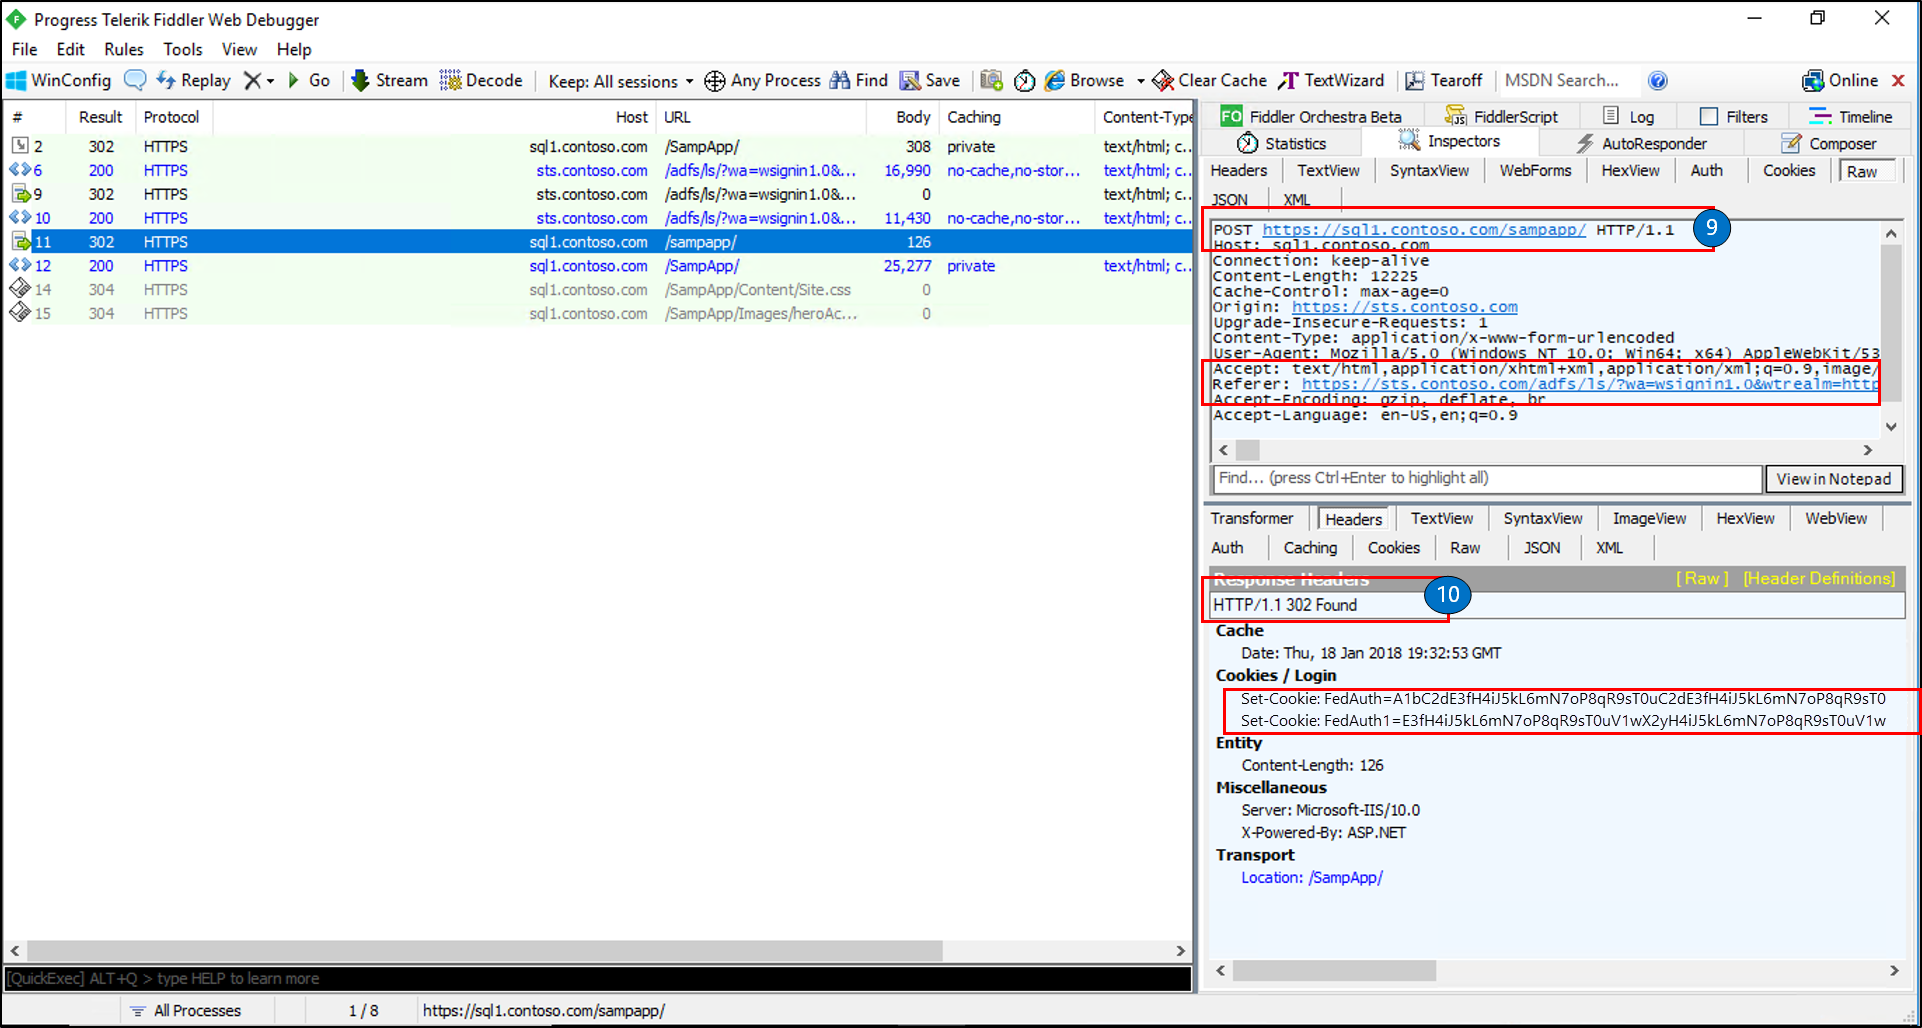 Progress Telerik Fiddler Web Debugger
File Edit Rules Tools View Help
WinConfig Replay Go Stream Decode Keep: All sessions Any Process Find Save Browse Clear Cache TextWizard Tearoff MSDN Search... Online
# Result Protocol Host URL Body Caching Content-Type
2 302 HTTPS sql1.contoso.com /SampApp/ 308 private text/html; c...
6 200 HTTPS sts.contoso.com /adfs/ls/?wa=wsignin1.0&... 16,990 no-cache,no-stor... text/html; c...
9 302 HTTPS sts.contoso.com /adfs/ls/?wa=wsignin1.0&... 0 text/html; c...
10 200 HTTPS sts.contoso.com /adfs/ls/?wa=wsignin1.0&... 11,430 no-cache,no-stor... text/html; c...
11 302 HTTPS sql1.contoso.com /sampapp/ 126
12 200 HTTPS sql1.contoso.com /SampApp/ 25,277 private text/html; c...
14 304 HTTPS sql1.contoso.com /SampApp/Content/Site.css 0
15 304 HTTPS sql1.contoso.com /SampApp/Images/heroAc... 0
[QuickExec] ALT+Q > type HELP to learn more
All Processes 1 / 8 https://sql1.contoso.com/sampapp/
FO Fiddler Orchestra Beta FiddlerScript Log Filters Timeline
Statistics Inspectors AutoResponder Composer
Headers TextView SyntaxView WebForms HexView Auth Cookies Raw
JSON XML
POST https://sql1.contoso.com/sampapp/ HTTP/1.1
9
Host: sql1.contoso.com
Connection: keep-alive
Content-Length: 12225
Cache-Control: max-age=0
Origin: https://sts.contoso.com
Upgrade-Insecure-Requests: 1
Content-Type: application/x-www-form-urlencoded
User-Agent: Mozilla/5.0 (Windows NT 10.0; Win64; x64) AppleWebKit/53
Accept: text/html,application/xhtml+xml,application/xml;q=0.9,image/
Referer: https://sts.contoso.com/adfs/ls/?wa=wsignin1.0&wtrealm=http
Accept-Encoding: gzip, deflate, br
Accept-Language: en-US,en;q=0.9
Find... (press Ctrl+Enter to highlight all) View in Notepad
Transformer Headers TextView SyntaxView ImageView HexView WebView
Auth Caching Cookies Raw JSON XML
Response Headers [ Raw ] [Header Definitions]
10
HTTP/1.1 302 Found
Cache
Date: Thu, 18 Jan 2018 19:32:53 GMT
Cookies / Login
Set-Cookie: FedAuth=A1bC2dE3fH4iJ5kL6mN7oP8qR9sT0uC2dE3fH4iJ5kL6mN7oP8qR9sT0
Set-Cookie: FedAuth1=E3fH4iJ5kL6mN7oP8qR9sT0uV1wX2yH4iJ5kL6mN7oP8qR9sT0uV1w
Entity
Content-Length: 126
Miscellaneous
Server: Microsoft-IIS/10.0
X-Powered-By: ASP.NET
Transport
Location: /SampApp/